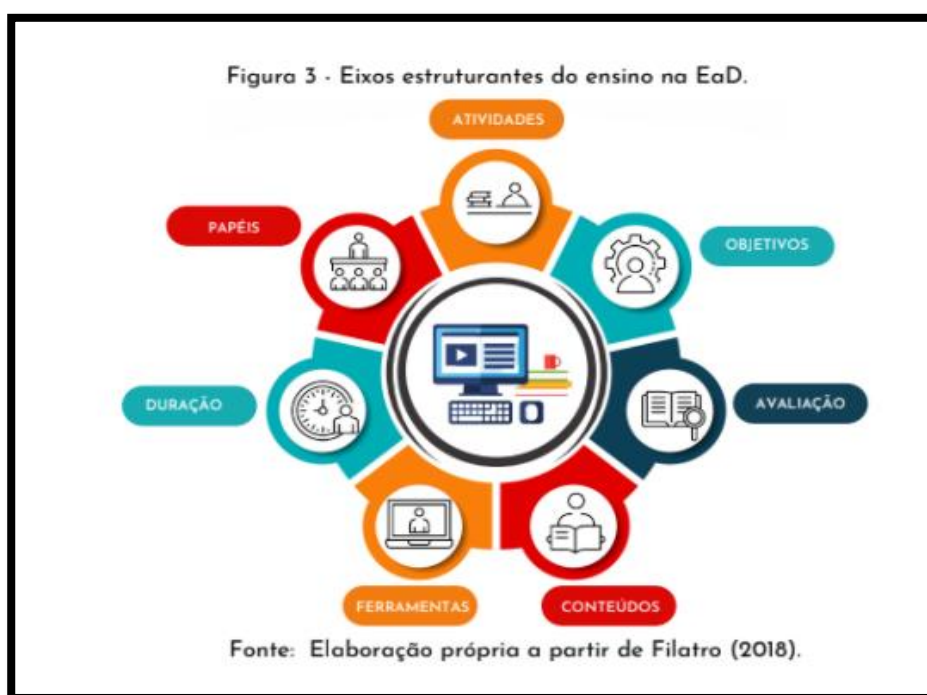 Figura 3 - Eixos estruturantes do ensino na EaD.
ATIVIDADES
PAPÉIS
OBJETIVOS
DURAÇÃO
AVALIAÇÃO
FERRAMENTAS
CONTEÚDOS
Fonte: Elaboração própria a partir de Filatro (2018).